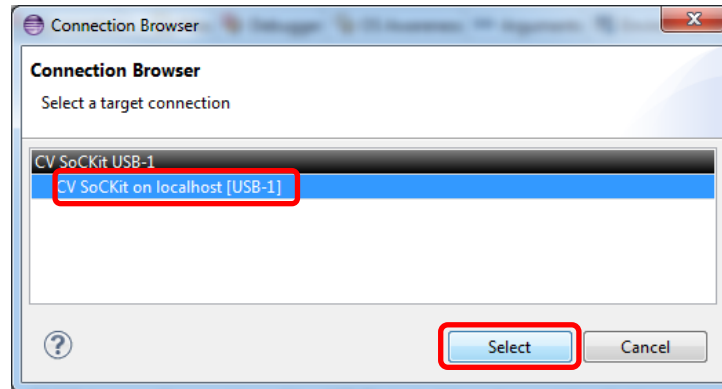 Connection Browser
Connection Browser
Select a target connection
CV SoCKit USB-1
CV SoCKit on localhost [USB-1]
?
Select
Cancel